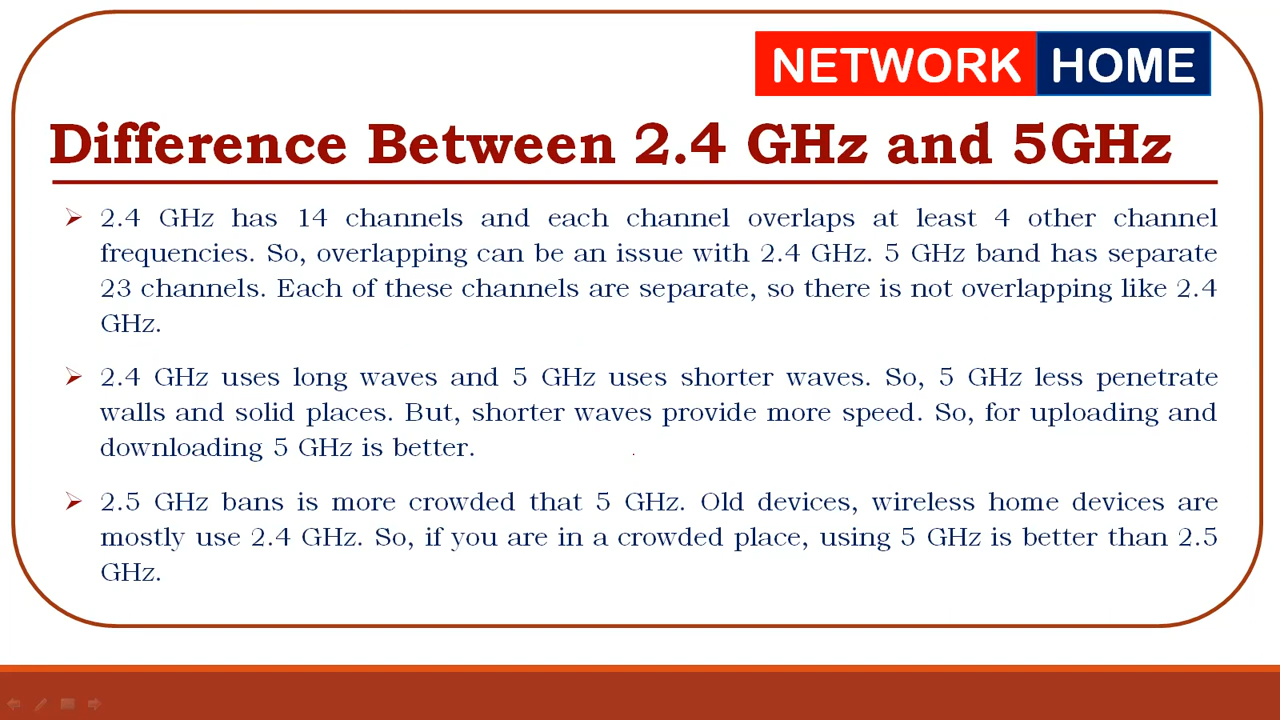 NETWORK HOME
Difference Between 2.4 GHz and 5GHz
2.4 GHz has 14 channels and each channel overlaps at least 4 other channel
frequencies. So, overlapping can be an issue with 2.4 GHz. 5 GHz band has separate
23 channels. Each of these channels are separate, so there is not overlapping like 2.4
GHz.
2.4 GHz uses long waves and 5 GHz uses shorter waves. So, 5 GHz less penetrate
walls and solid places. But, shorter waves provide more speed. So, for uploading and
downloading 5 GHz is better.
2.5 GHz bans is more crowded that 5 GHz. Old devices, wireless home devices are
mostly use 2.4 GHz. So, if you are in a crowded place, using 5 GHz is better than 2.5
GHz.